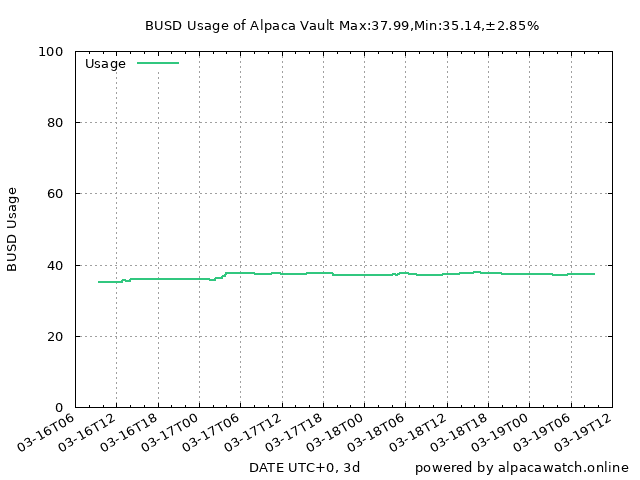 BUSD Usage of Alpaca Vault Max:37.99,Min:35.14,±2.85%
100
Usage
80
60
BUSD Usage
40
20
0
03-16T06
03-16T12
03-16T18
03-17T00
03-17T06
03-17T12
03-17T18
03-18T00
03-18T06
03-18T12
03-18T18
03-19T00
03-19T06
03-19T12
DATE UTC+0, 3d
powered by alpacawatch.online